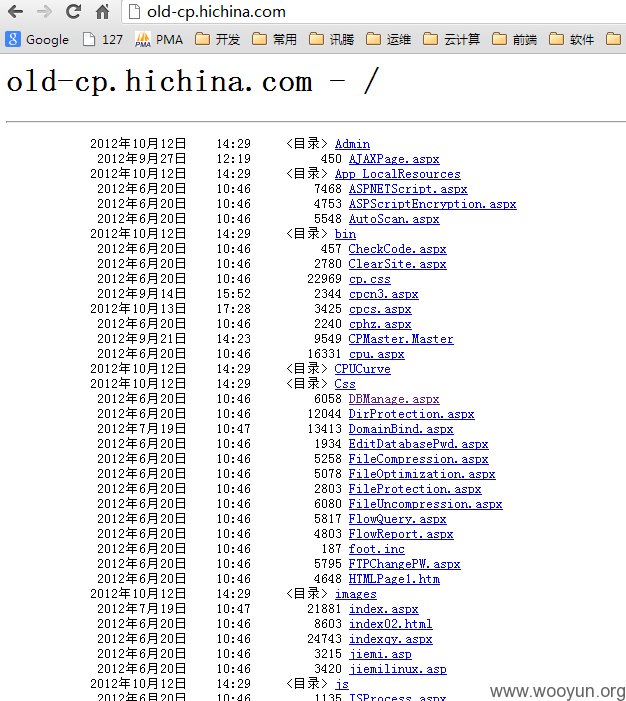 old-cp.hichina.com
Google 127 PMA PMA 开发 常用 讯腾 运维 云计算 前端 软件
old-cp.hichina.com - /
2012年10月12日 14:29 <目录> Admin
2012年9月27日 12:19 450 AJAXPage.aspx
2012年10月12日 14:29 <目录> App_LocalResources
2012年6月20日 10:46 7468 ASPNETScript.aspx
2012年6月20日 10:46 4753 ASPScriptEncryption.aspx
2012年6月20日 10:46 5548 AutoScan.aspx
2012年10月12日 14:29 <目录> bin
2012年6月20日 10:46 457 CheckCode.aspx
2012年6月20日 10:46 2780 ClearSite.aspx
2012年6月20日 10:46 22969 cp.css
2012年9月14日 15:52 2344 cpcn3.aspx
2012年10月13日 17:28 3425 cpcs.aspx
2012年6月20日 10:46 2240 cphz.aspx
2012年9月21日 14:23 9549 CPMaster.Master
2012年6月20日 10:46 16331 cpu.aspx
2012年10月12日 14:29 <目录> CPUCurve
2012年10月12日 14:29 <目录> Css
2012年6月20日 10:46 6058 DBManage.aspx
2012年6月20日 10:46 12044 DirProtection.aspx
2012年7月19日 10:47 13413 DomainBind.aspx
2012年6月20日 10:46 1934 EditDatabasePwd.aspx
2012年6月20日 10:46 5258 FileCompression.aspx
2012年6月20日 10:46 5078 FileOptimization.aspx
2012年6月20日 10:46 2803 FileProtection.aspx
2012年6月20日 10:46 6080 FileUncompression.aspx
2012年6月20日 10:46 5817 FlowQuery.aspx
2012年6月20日 10:46 4803 FlowReport.aspx
2012年6月20日 10:46 187 foot.inc
2012年6月20日 10:46 5795 FTPChangePW.aspx
2012年6月20日 10:46 4648 HTMLPage1.htm
2012年10月12日 14:29 <目录> images
2012年7月19日 10:47 21881 index.aspx
2012年6月20日 10:46 8603 index02.html
2012年6月20日 10:46 24743 indexqy.aspx
2012年6月20日 10:46 3215 jiemi.asp
2012年6月20日 10:46 3420 jiemilinux.asp
2012年10月12日 14:29 <目录> js
2012年6月20日 10:46 1135 JSProcess.aspx
www.wooyun.org